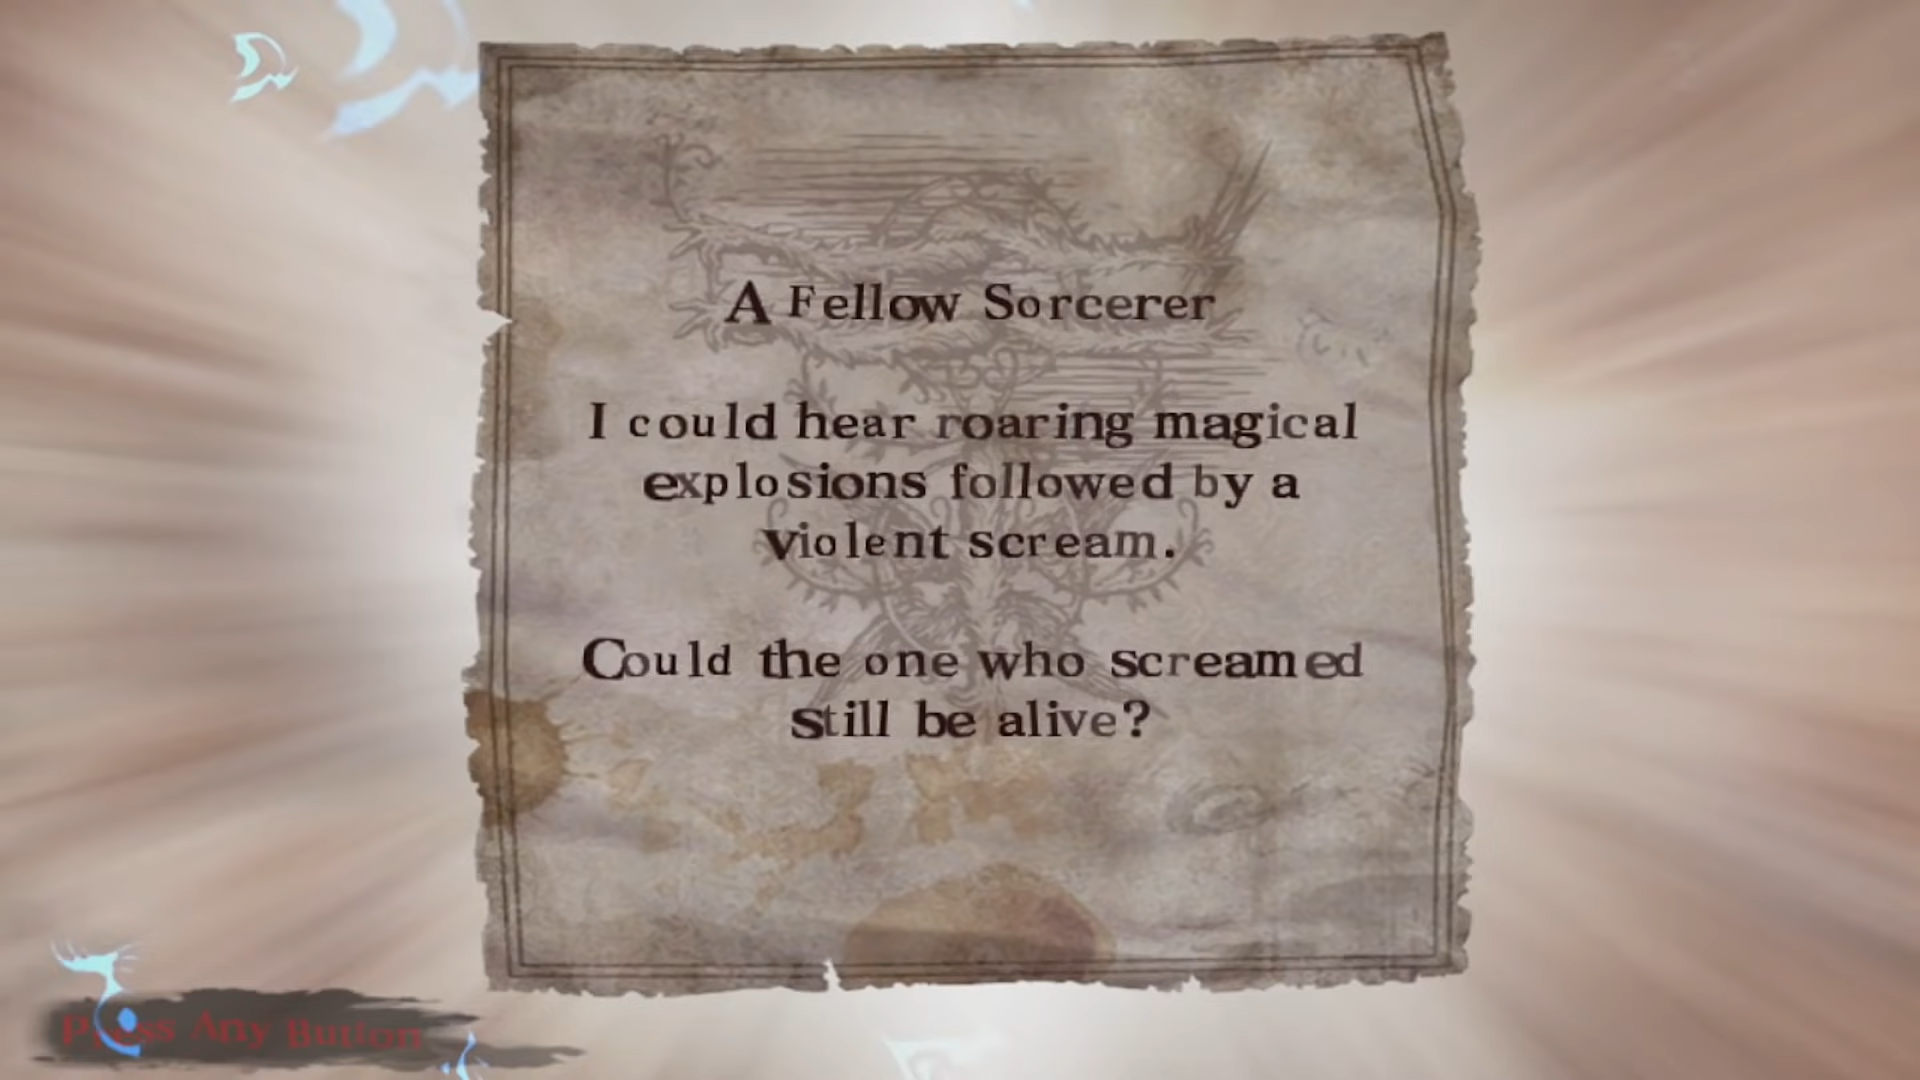 A Fellow Sorcerer
I could hear roaring magical
explosions followed by a
violent scream.
Could the one who screamed
still be alive?
Press Any Button